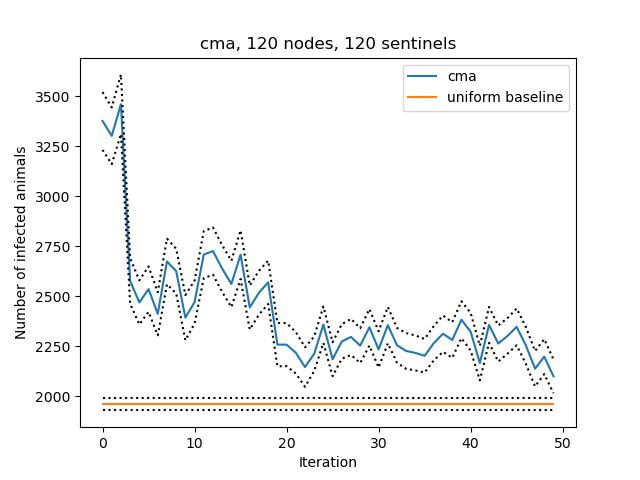 cma, 120 nodes, 120 sentinels
cma
uniform baseline
Number of infected animals
3500
3250
3000
2750
2500
2250
2000
0 10 20 30 40 50
Iteration